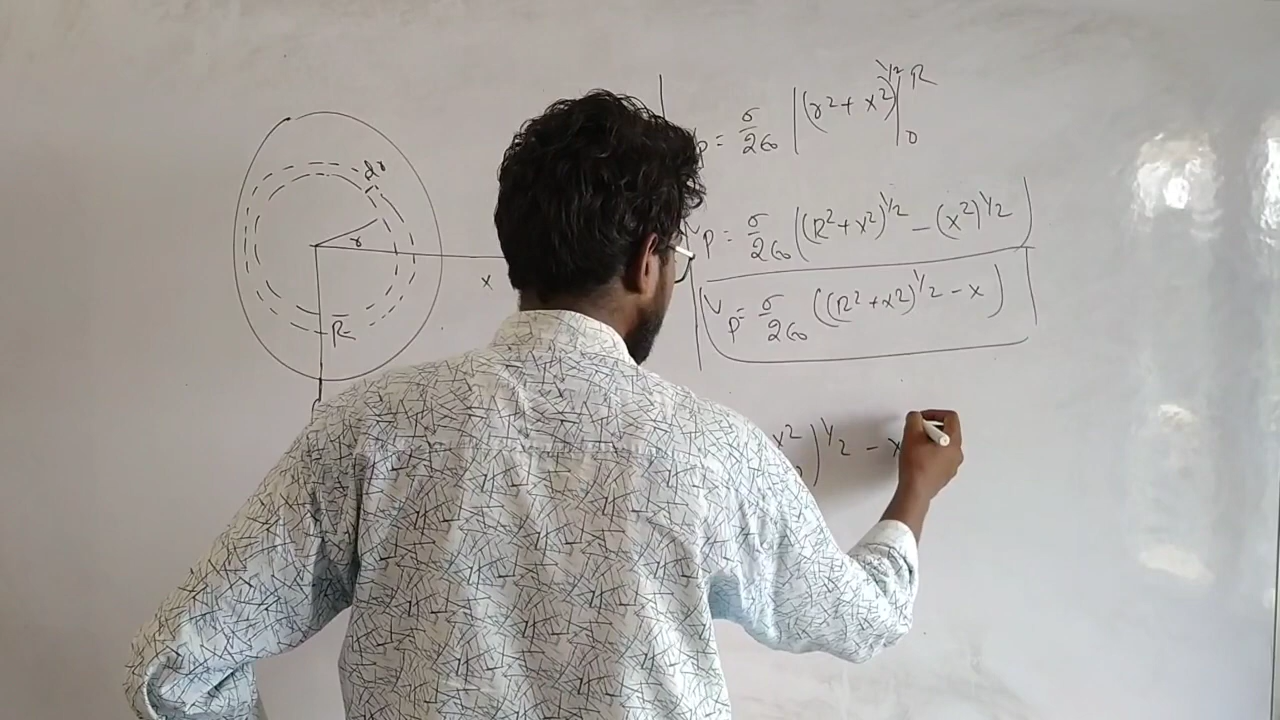 dr
r
x
R
p = σ/2ε₀ |(r² + x²)^1/2|₀^R
V_p = σ/2ε₀ ((R² + x²)^1/2 − (x²)^1/2)
V_p = σ/2ε₀ ((R² + x²)^1/2 − x)
x² )^1/2 − x